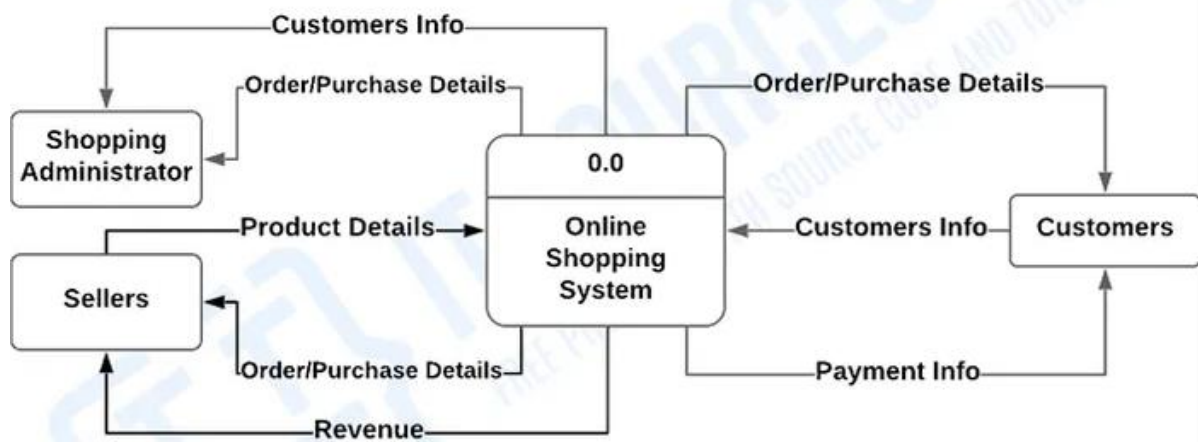 Customers Info
Order/Purchase Details
Order/Purchase Details
Shopping
Administrator
0.0
Product Details
Online
Shopping
System
Customers Info
Customers
Sellers
Order/Purchase Details
Payment Info
Revenue